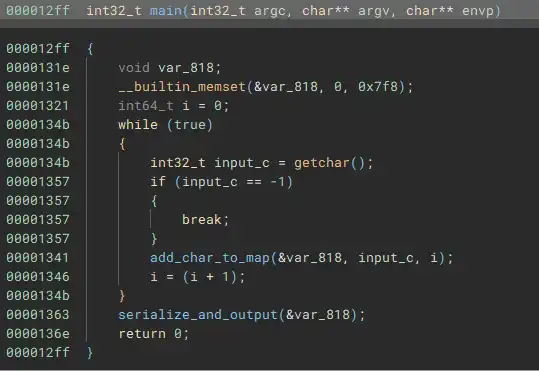 000012ff int32_t main(int32_t argc, char** argv, char** envp)
000012ff {
0000131e void var_818;
0000131e __builtin_memset(&var_818, 0, 0x7f8);
00001321 int64_t i = 0;
0000134b while (true)
0000134b {
0000134b int32_t input_c = getchar();
00001357 if (input_c == -1)
00001357 {
00001357 break;
00001357 }
00001341 add_char_to_map(&var_818, input_c, i);
00001346 i = (i + 1);
0000134b }
00001363 serialize_and_output(&var_818);
0000136e return 0;
000012ff }